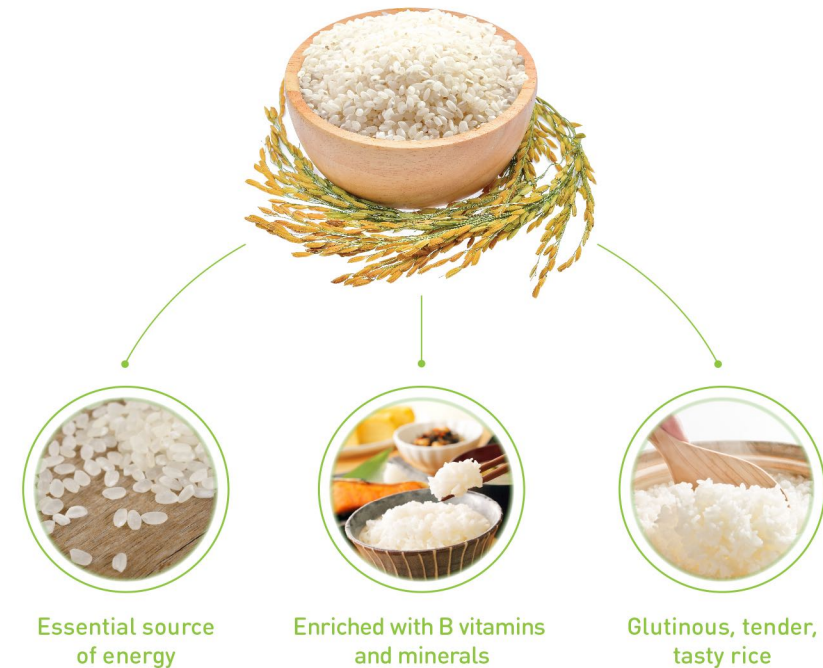 Essential source
of energy
Enriched with B vitamins
and minerals
Glutinous, tender,
tasty rice